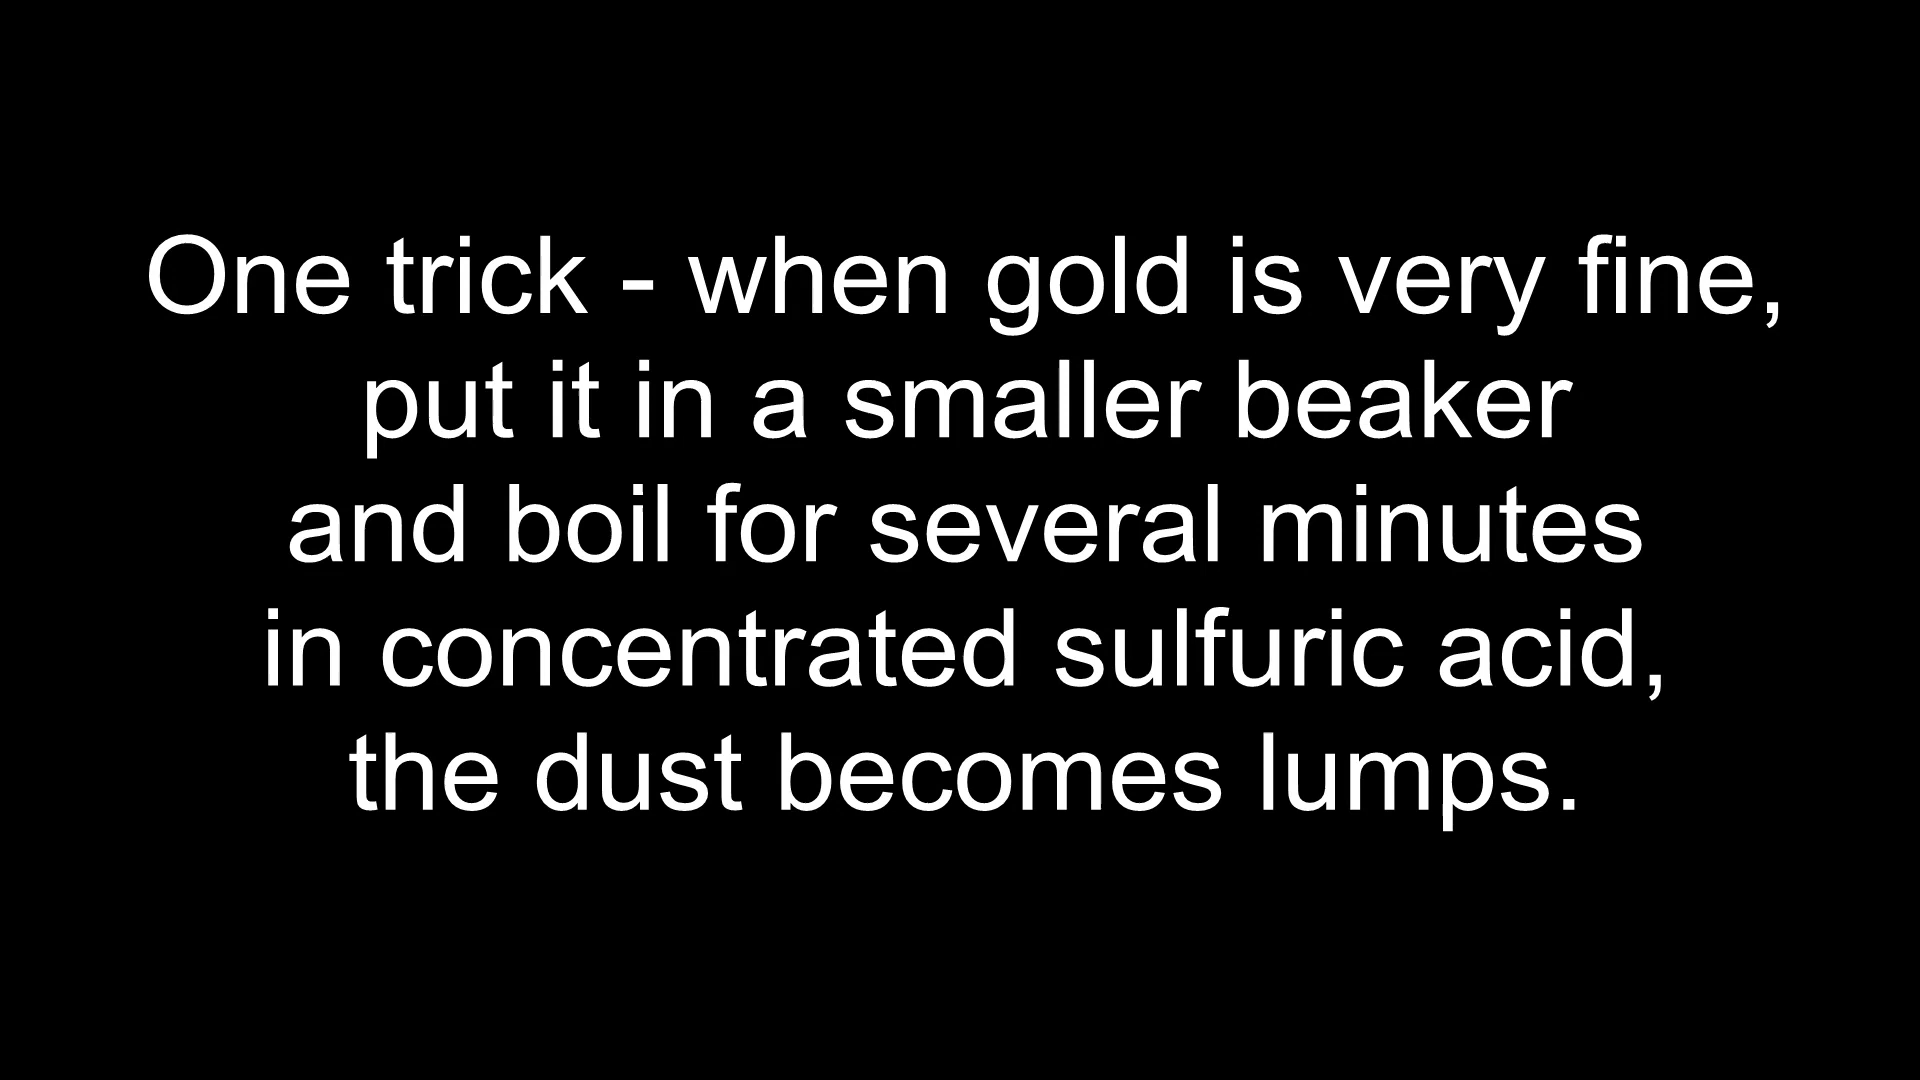 One trick - when gold is very fine,
put it in a smaller beaker
and boil for several minutes
in concentrated sulfuric acid,
the dust becomes lumps.